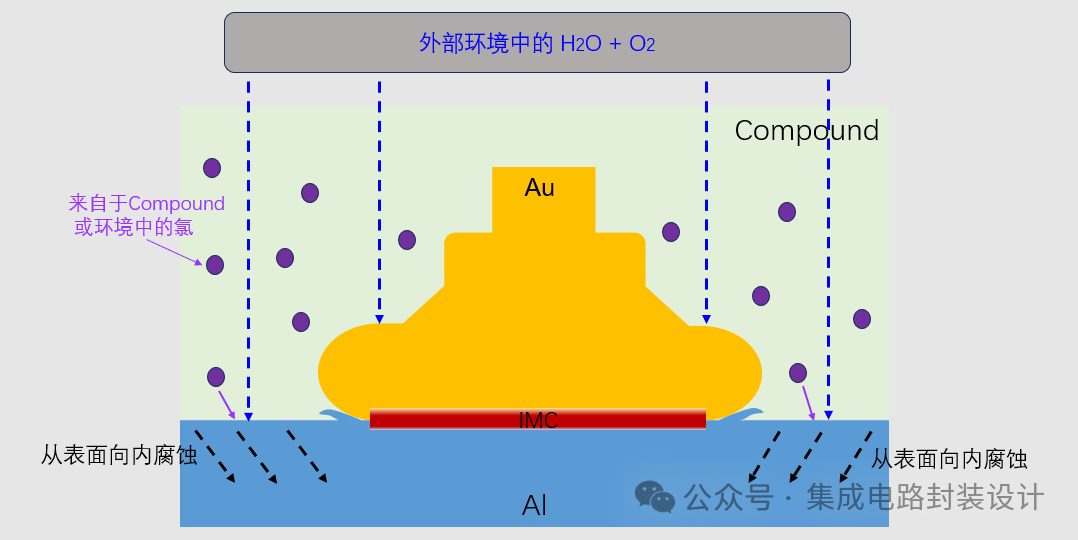 外部环境中的 H2O + O2
Compound
Au
来自于Compound
或环境中的氯
IMC
从表面向内腐蚀
从表面向内腐蚀
Al
公众号 · 集成电路封装设计